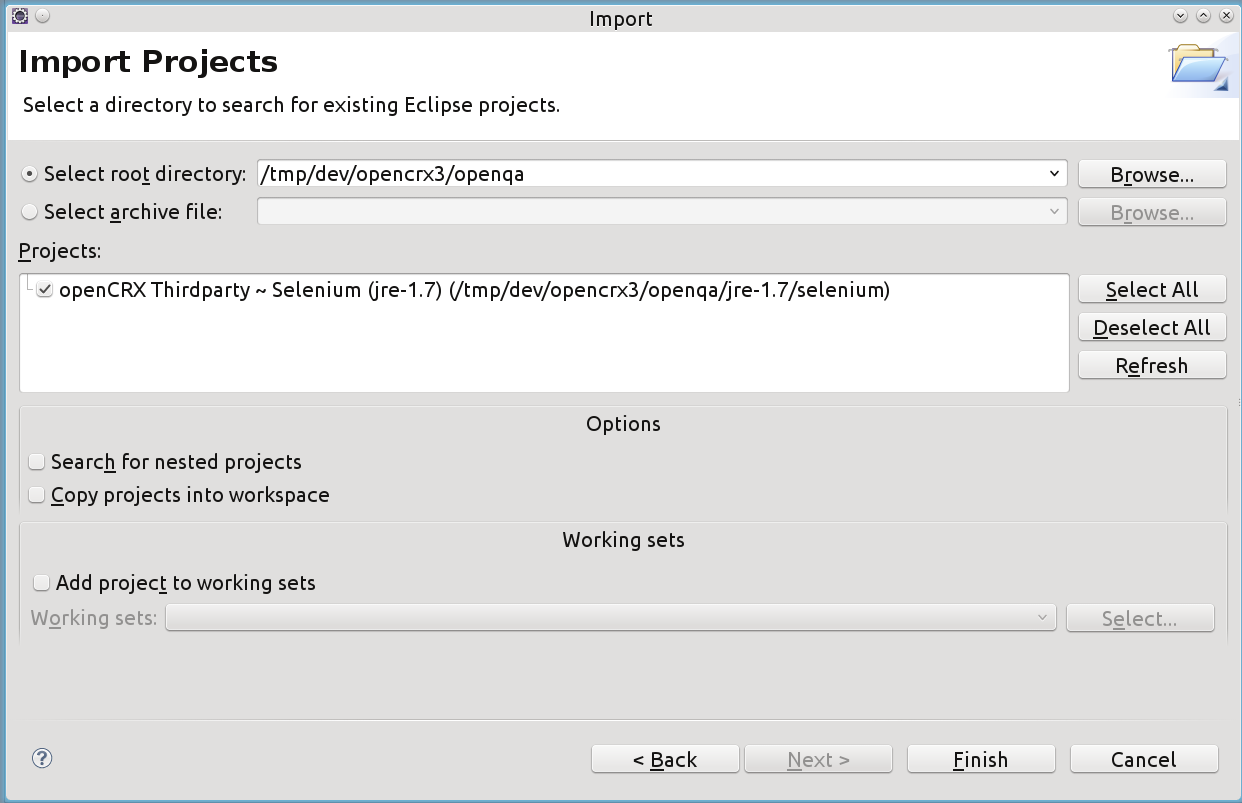 Import
Import Projects
Select a directory to search for existing Eclipse projects.
Select root directory: /tmp/dev/opencrx3/openqa Browse...
Select archive file: Browse...
Projects:
openCRX Thirdparty ~ Selenium (jre-1.7) (/tmp/dev/opencrx3/openqa/jre-1.7/selenium)
Select All
Deselect All
Refresh
Options
Search for nested projects
Copy projects into workspace
Working sets
Add project to working sets
Working sets: Select...
? < Back Next > Finish Cancel